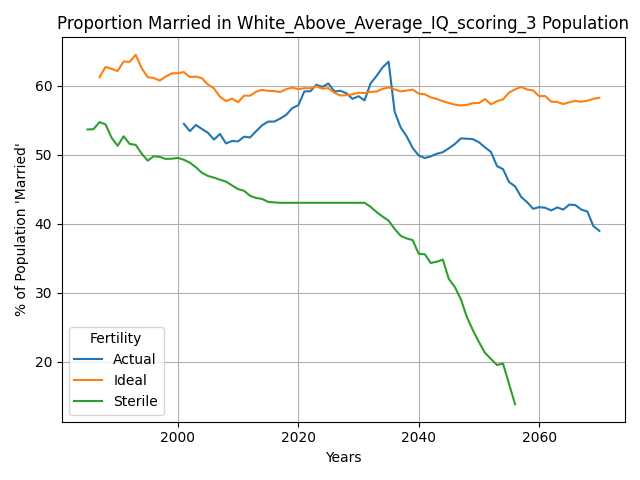 Proportion Married in White_Above_Average_IQ_scoring_3 Population
% of Population 'Married'
60
50
40
30
20
Fertility
Actual
Ideal
Sterile
2000 2020 2040 2060
Years